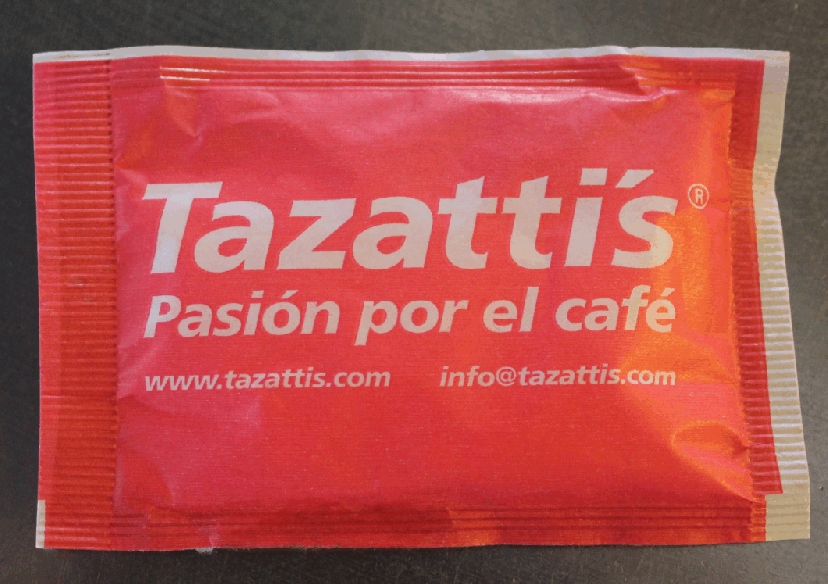 Tazatti´s®
Pasión por el café
www.tazattis.com info@tazattis.com